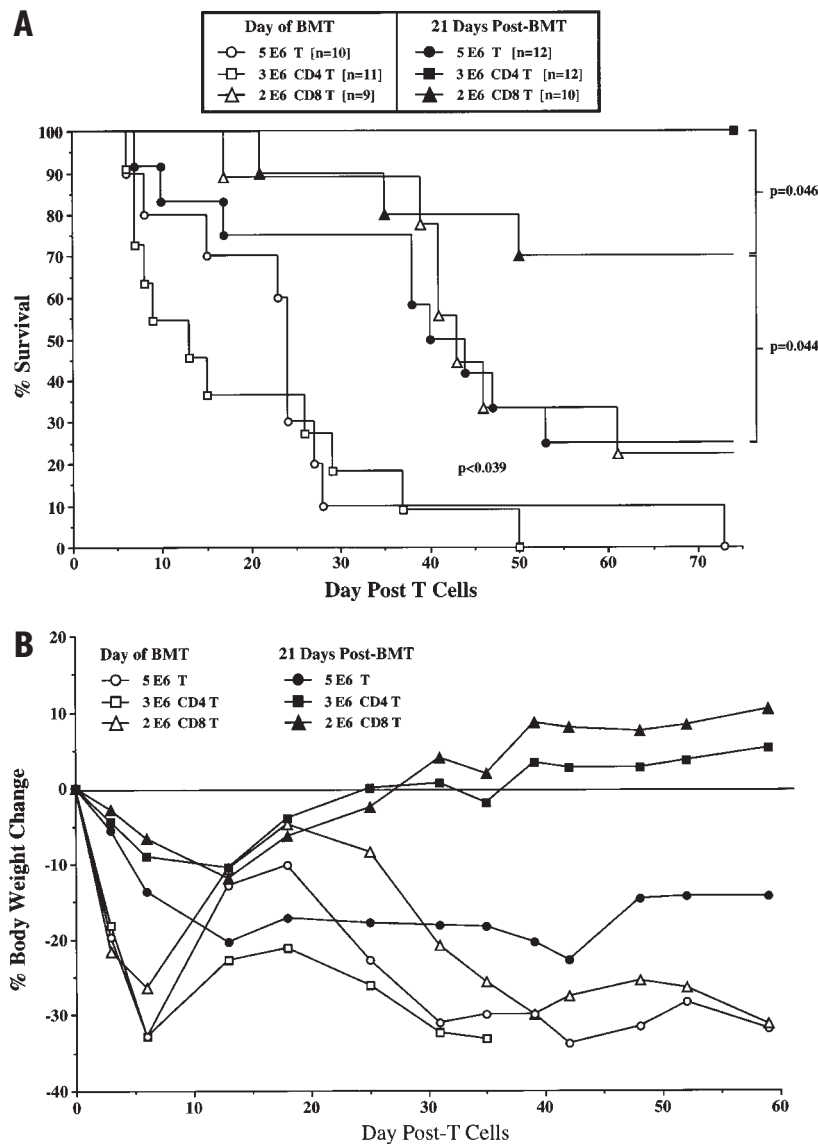 A
Day of BMT
5 E6 T [n=10]
3 E6 CD4 T [n=11]
2 E6 CD8 T [n=9]
21 Days Post-BMT
5 E6 T [n=12]
3 E6 CD4 T [n=12]
2 E6 CD8 T [n=10]
% Survival
100
90
80
70
60
50
40
30
20
10
0
p=0.046
p=0.044
p<0.039
0 10 20 30 40 50 60 70
Day Post T Cells
B
Day of BMT
5 E6 T
3 E6 CD4 T
2 E6 CD8 T
21 Days Post-BMT
5 E6 T
3 E6 CD4 T
2 E6 CD8 T
% Body Weight Change
20
10
0
-10
-20
-30
-40
0 10 20 30 40 50 60
Day Post-T Cells